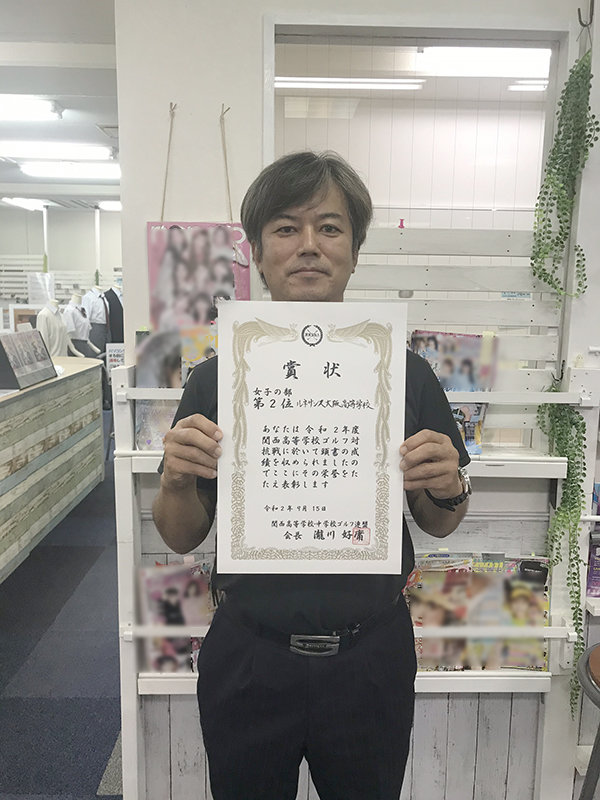 賞状
女子の部
第2位 ルネサンス大阪高等学校
あなたは令和2年度
関西高等学校ゴルフ対
抗戦に於いて頭書の成
績を収められましたの
でここにその栄誉をた
たえ表彰します
令和2年9月15日
関西高等学校中学校ゴルフ連盟
会長 瀧川 好庸